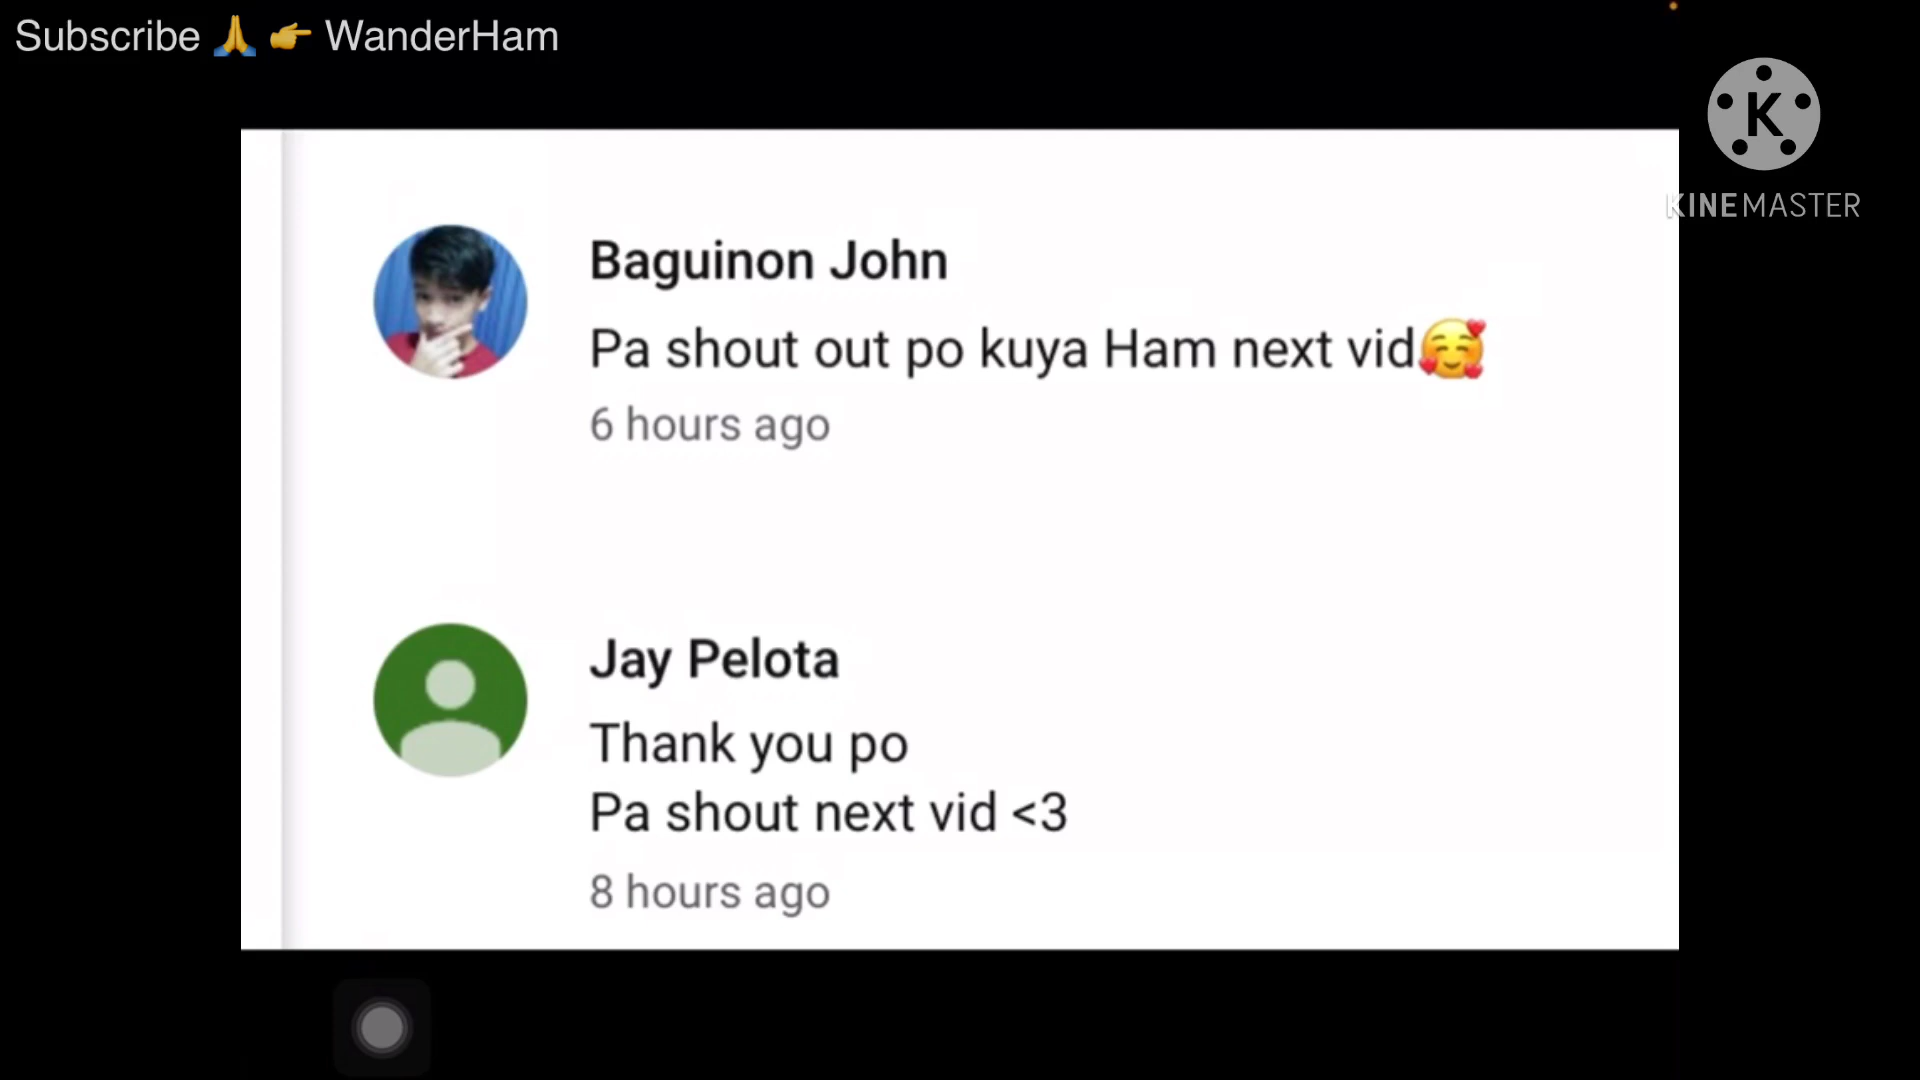 Subscribe 🙏 👉 WanderHam
K
KINEMASTER
Baguinon John
Pa shout out po kuya Ham next vid🥰
6 hours ago
Jay Pelota
Thank you po
Pa shout next vid <3
8 hours ago